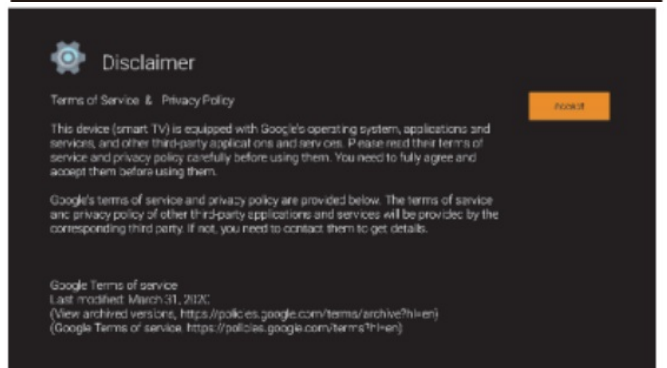 Disclaimer
Terms of Service & Privacy Policy
Accept
This device (smart TV) is equipped with Google's operating system, applications and
services, and other third-party applications and services. Please read their terms of
service and privacy policy carefully before using them. You need to fully agree and
accept them before using them.
Google's terms of service and privacy policy are provided below. The terms of service
and privacy policy of other third-party applications and services will be provided by the
corresponding third party. If not, you need to contact them to get details.
Google Terms of service
Last modified: March 31, 2020
(View archived versions, https://policies.google.com/terms/archive?hl=en)
(Google Terms of service, https://policies.google.com/terms?hl=en)